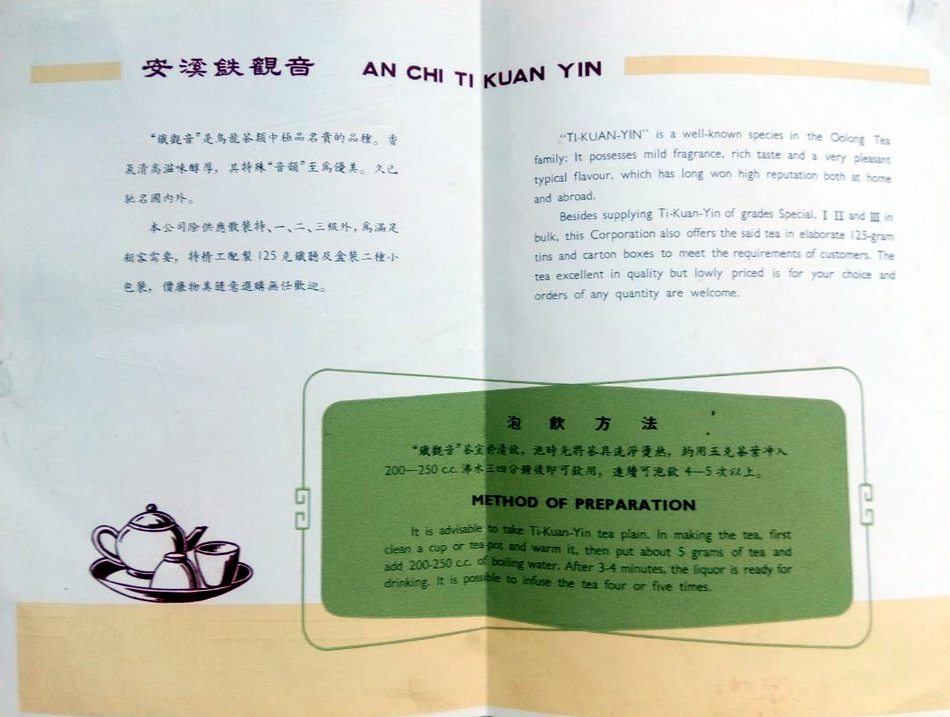 安溪鉄觀音
AN CHI TI KUAN YIN
“鐵觀音”是烏龍茶類中極品名貴的品種。香
氣清高滋味醇厚，其特殊“音韻”至爲優美。久已
馳名國內外。
本公司除供應散裝特、一、二、三級外，爲滿足
顧客需要，特精工配製125克鐵聽及盒裝二種小
包裝，價廉物美隨意選購無任歡迎。
“TI-KUAN-YIN” is a well-known species in the Oolong Tea
family: It possesses mild fragrance, rich taste and a very pleasant
typical flavour, which has long won high reputation both at home
and abroad.
Besides supplying Ti-Kuan-Yin of grades Special, I II and III in
bulk, this Corporation also offers the said tea in elaborate 125-gram
tins and carton boxes to meet the requirements of customers. The
tea excellent in quality but lowly priced is for your choice and
orders of any quantity are welcome.
泡飲方法
“鐵觀音”茶宜於清飲，泡時先將茶具洗淨燙熱，約用五克茶葉冲入
200—250 c.c. 沸水三四分鐘後即可飲用，連續可泡飲 4—5 次以上。
METHOD OF PREPARATION
It is advisable to take Ti-Kuan-Yin tea plain. In making the tea, first
clean a cup or tea-pot and warm it, then put about 5 grams of tea and
add 200-250 c.c. of boiling water. After 3-4 minutes, the liquor is ready for
drinking. It is possible to infuse the tea four or five times.